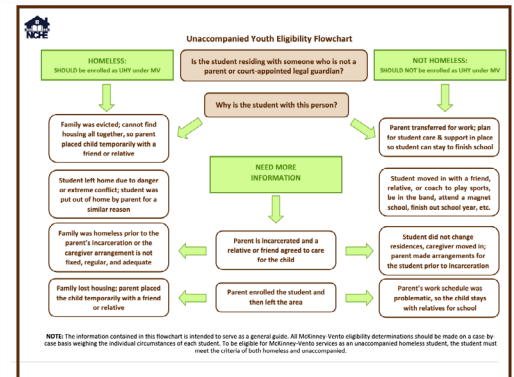 NCHE
Unaccompanied Youth Eligibility Flowchart
HOMELESS:
SHOULD be enrolled as UHY under MV
Is the student residing with someone who is not a
parent or court-appointed legal guardian?
NOT HOMELESS:
SHOULD NOT be enrolled as UHY under MV
Why is the student with this person?
Family was evicted; cannot find
housing all together, so parent
placed child temporarily with a
friend or relative
Parent transferred for work; plan
for student care & support in place
so student can stay to finish school
NEED MORE
INFORMATION
Student left home due to danger
or extreme conflict; student was
put out of home by parent for a
similar reason
Student moved in with a friend,
relative, or coach to play sports,
be in the band, attend a magnet
school, finish out school year, etc.
Family was homeless prior to the
parent's incarceration or the
caregiver arrangement is not
fixed, regular, and adequate
Parent is incarcerated and a
relative or friend agreed to care
for the child
Student did not change
residences, caregiver moved in;
parent made arrangements for
the student prior to incarceration
Family lost housing; parent placed
the child temporarily with a friend
or relative
Parent enrolled the student and
then left the area
Parent's work schedule was
problematic, so the child stays
with relatives for school
NOTE: The information contained in this flowchart is intended to serve as a general guide. All McKinney-Vento eligibility determinations should be made on a case-by-
case basis weighing the individual circumstances of each student. To be eligible for McKinney-Vento services as an unaccompanied homeless student, the student must
meet the criteria of both homeless and unaccompanied.